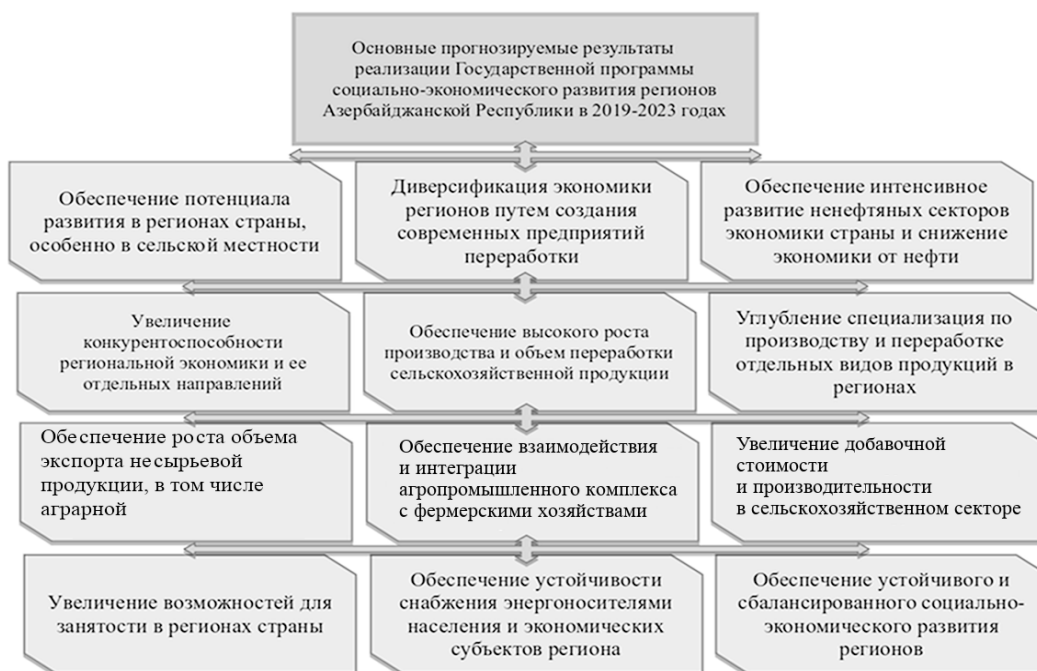 Основные прогнозируемые результаты
реализации Государственной программы
социально-экономического развития регионов
Азербайджанской Республики в 2019-2023 годах
Обеспечение потенциала
развития в регионах страны,
особенно в сельской местности
Диверсификация экономики
регионов путем создания
современных предприятий
переработки
Обеспечение интенсивное
развитие ненефтяных секторов
экономики страны и снижение
экономики от нефти
Увеличение
конкурентоспособности
региональной экономики и ее
отдельных направлений
Обеспечение высокого роста
производства и объем переработки
сельскохозяйственной продукции
Углубление специализация по
производству и переработке
отдельных видов продукций в
регионах
Обеспечение роста объема
экспорта несырьевой
продукции, в том числе
аграрной
Обеспечение взаимодействия
и интеграции
агропромышленного комплекса
с фермерскими хозяйствами
Увеличение добавочной
стоимости
и производительности
в сельскохозяйственном секторе
Увеличение возможностей для
занятости в регионах страны
Обеспечение устойчивости
снабжения энергоносителями
населения и экономических
субъектов региона
Обеспечение устойчивого и
сбалансированного социально-
экономического развития
регионов